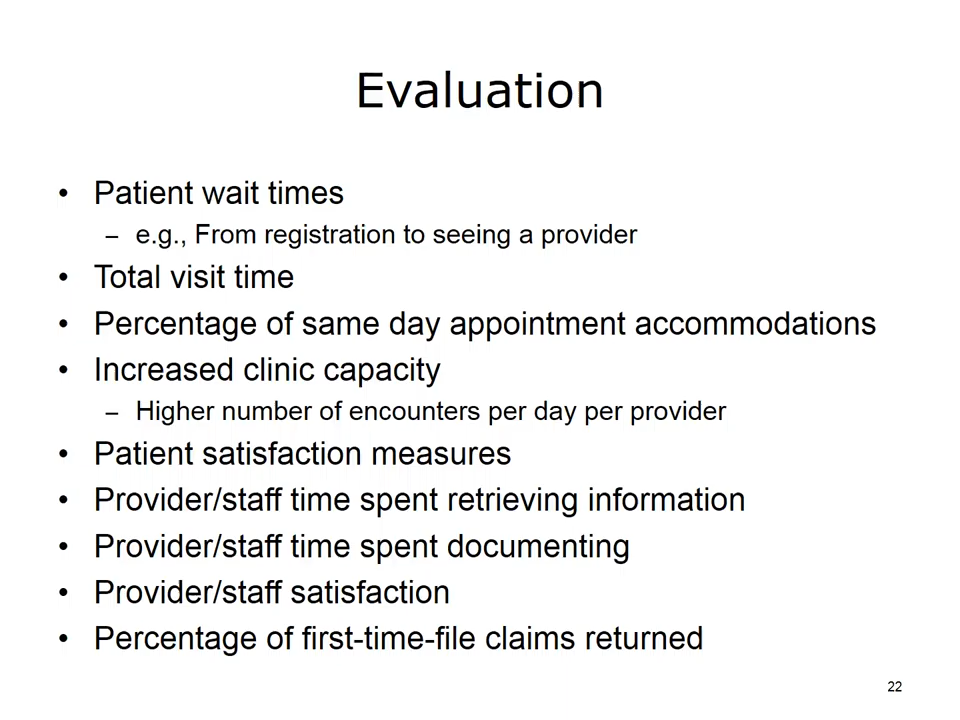 Evaluation
• Patient wait times
– e.g., From registration to seeing a provider
• Total visit time
• Percentage of same day appointment accommodations
• Increased clinic capacity
– Higher number of encounters per day per provider
• Patient satisfaction measures
• Provider/staff time spent retrieving information
• Provider/staff time spent documenting
• Provider/staff satisfaction
• Percentage of first-time-file claims returned
22